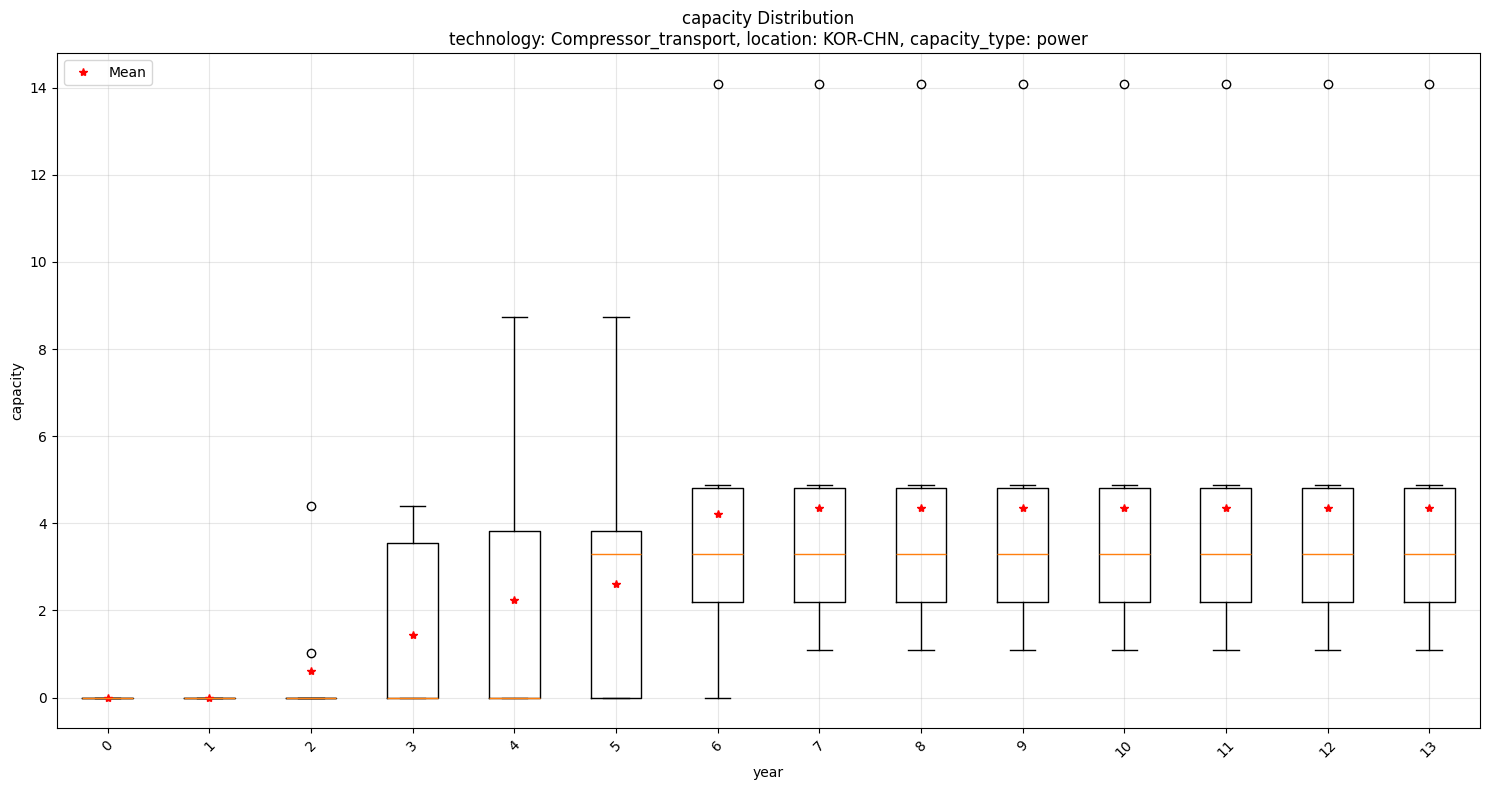 capacity Distribution
technology: Compressor_transport, location: KOR-CHN, capacity_type: power
Mean
14
12
10
8
6
4
2
0
capacity
0 1 2 3 4 5 6 7 8 9 10 11 12 13
year